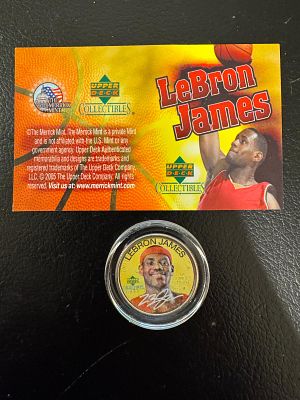 THE MERRICK MINT
UPPER DECK
COLLECTIBLES
LeBron
James
©The Merrick Mint. The Merrick Mint is a private Mint
and is not affiliated with the U.S. Mint or any
government agency. Upper Deck Authenticated
memorabilia and designs are trademarks and
registered trademarks of The Upper Deck Company,
LLC. © 2005 The Upper Deck Company. All rights
reserved. Visit us at: www.merrickmint.com
UPPER DECK
COLLECTIBLES
LEBRON JAMES